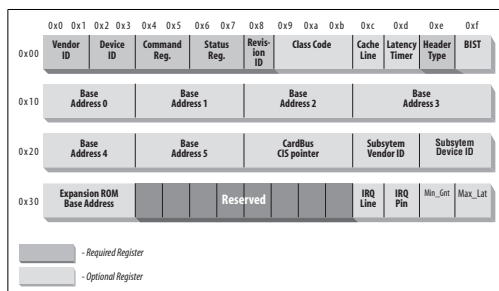 0x0 0x1 0x2 0x3 0x4 0x5 0x6 0x7 0x8 0x9 0xa 0xb 0xc 0xd 0xe 0xf
0x00
Vendor ID
Device ID
Command Reg.
Status Reg.
Revis-
ion
ID
Class Code
Cache Line
Latency Timer
Header Type
BIST
0x10
Base Address 0
Base Address 1
Base Address 2
Base Address 3
0x20
Base Address 4
Base Address 5
CardBus CIS pointer
Subsytem Vendor ID
Subsytem Device ID
0x30
Expansion ROM Base Address
Reserved
IRQ Line
IRQ Pin
Min_Gnt
Max_Lat
- Required Register
- Optional Register